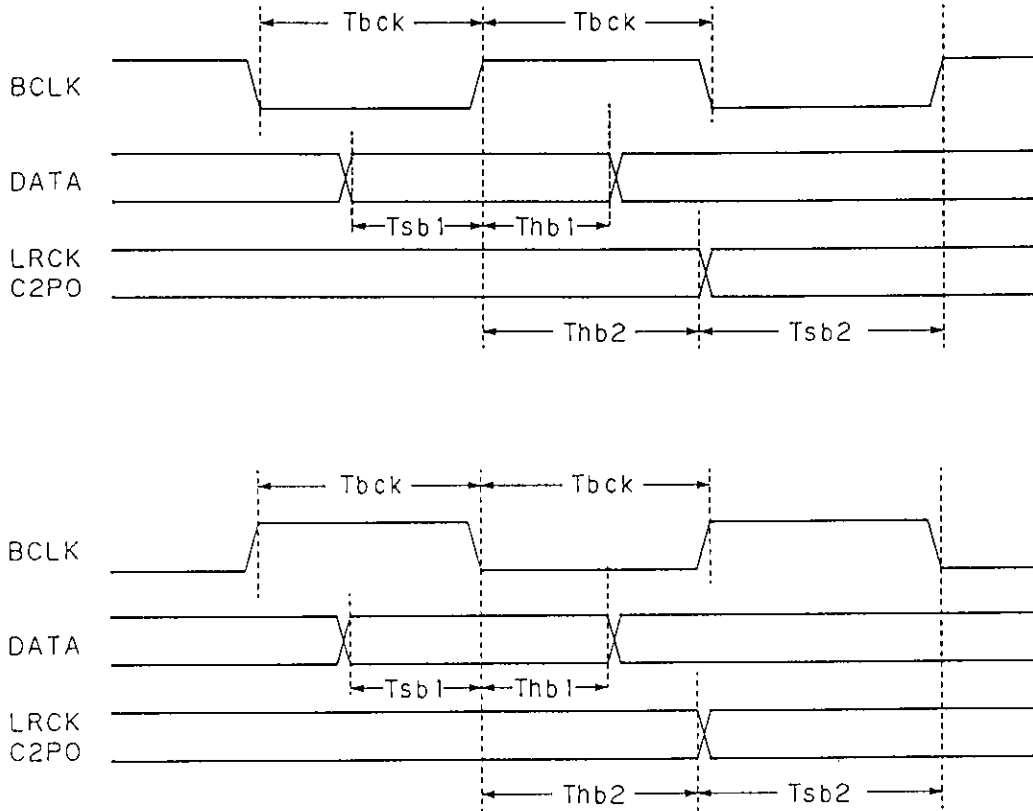 Tbck Tbck
BCLK
DATA
Tsb1 Thb1
LRCK
C2PO
Thb2 Tsb2
Tbck Tbck
BCLK
DATA
Tsb1 Thb1
LRCK
C2PO
Thb2 Tsb2